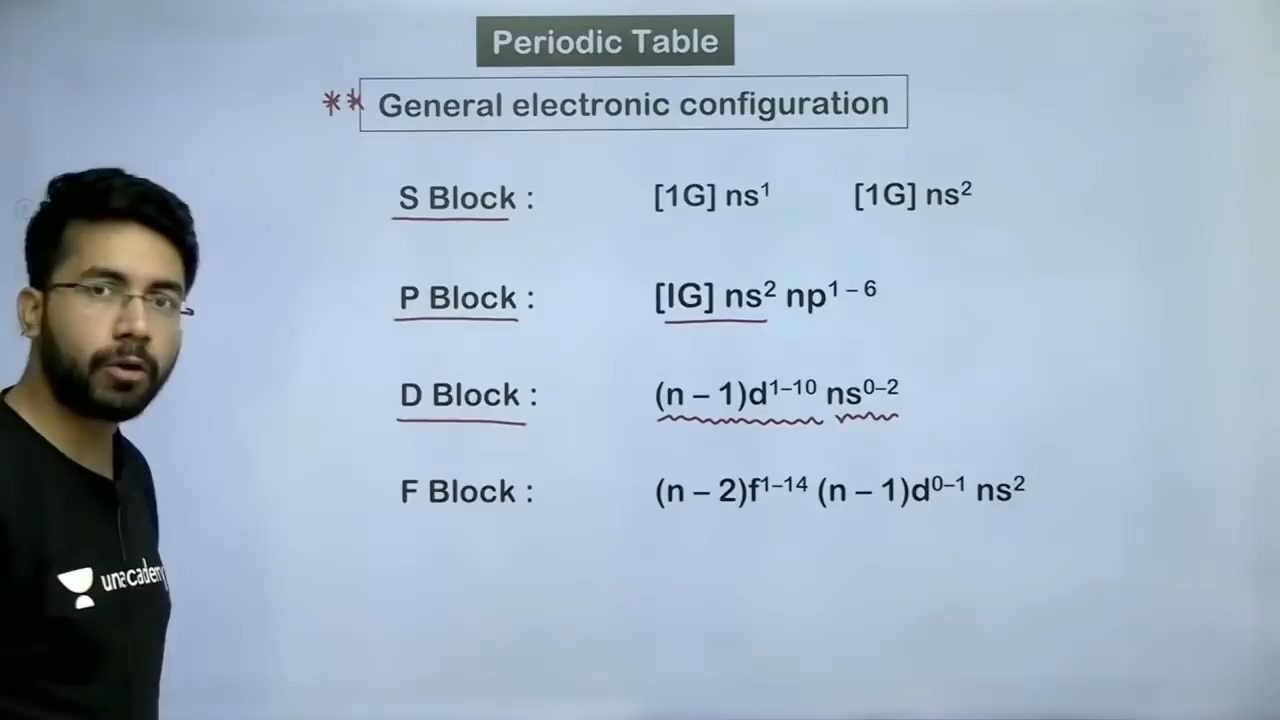 Periodic Table
** General electronic configuration
S Block : [1G] ns¹ [1G] ns²
P Block : [IG] ns² np¹⁻⁶
D Block : (n – 1)d¹⁻¹⁰ ns⁰⁻²
F Block : (n – 2)f¹⁻¹⁴ (n – 1)d⁰⁻¹ ns²
unacademy